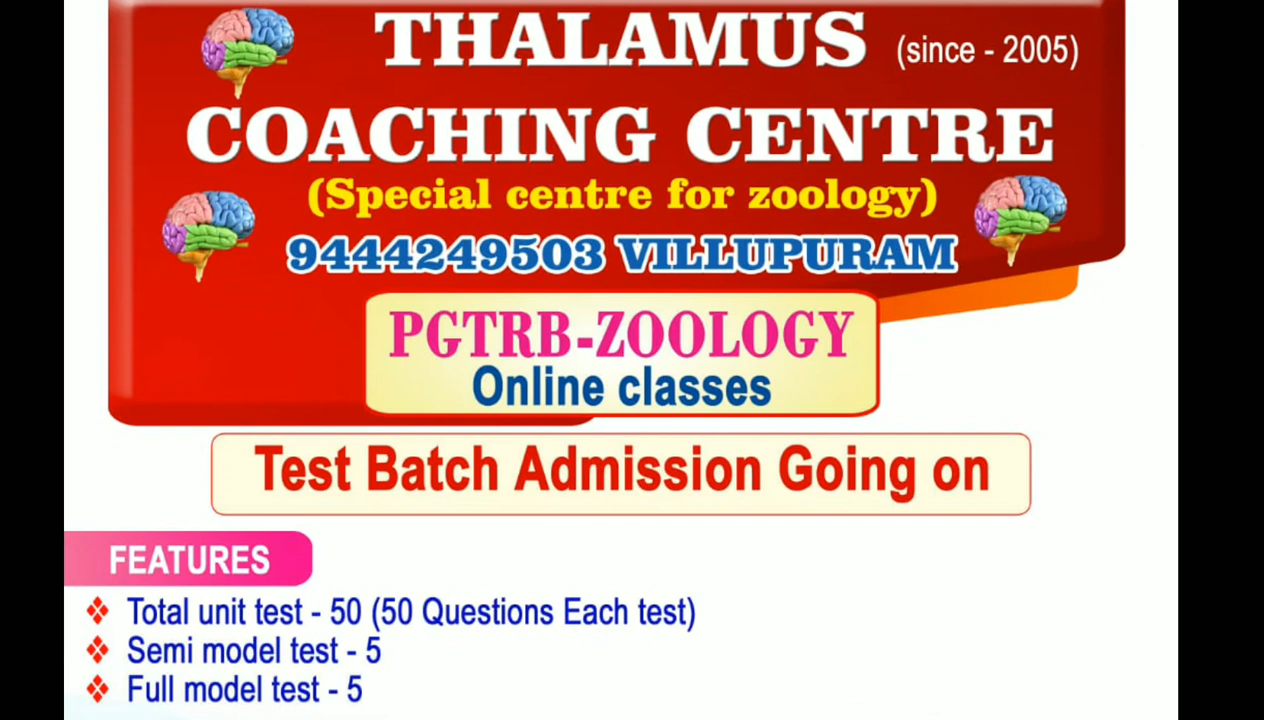 THALAMUS (since - 2005)
COACHING CENTRE
(Special centre for zoology)
9444249503 VILLUPURAM
PGTRB-ZOOLOGY
Online classes
Test Batch Admission Going on
FEATURES
Total unit test - 50 (50 Questions Each test)
Semi model test - 5
Full model test - 5